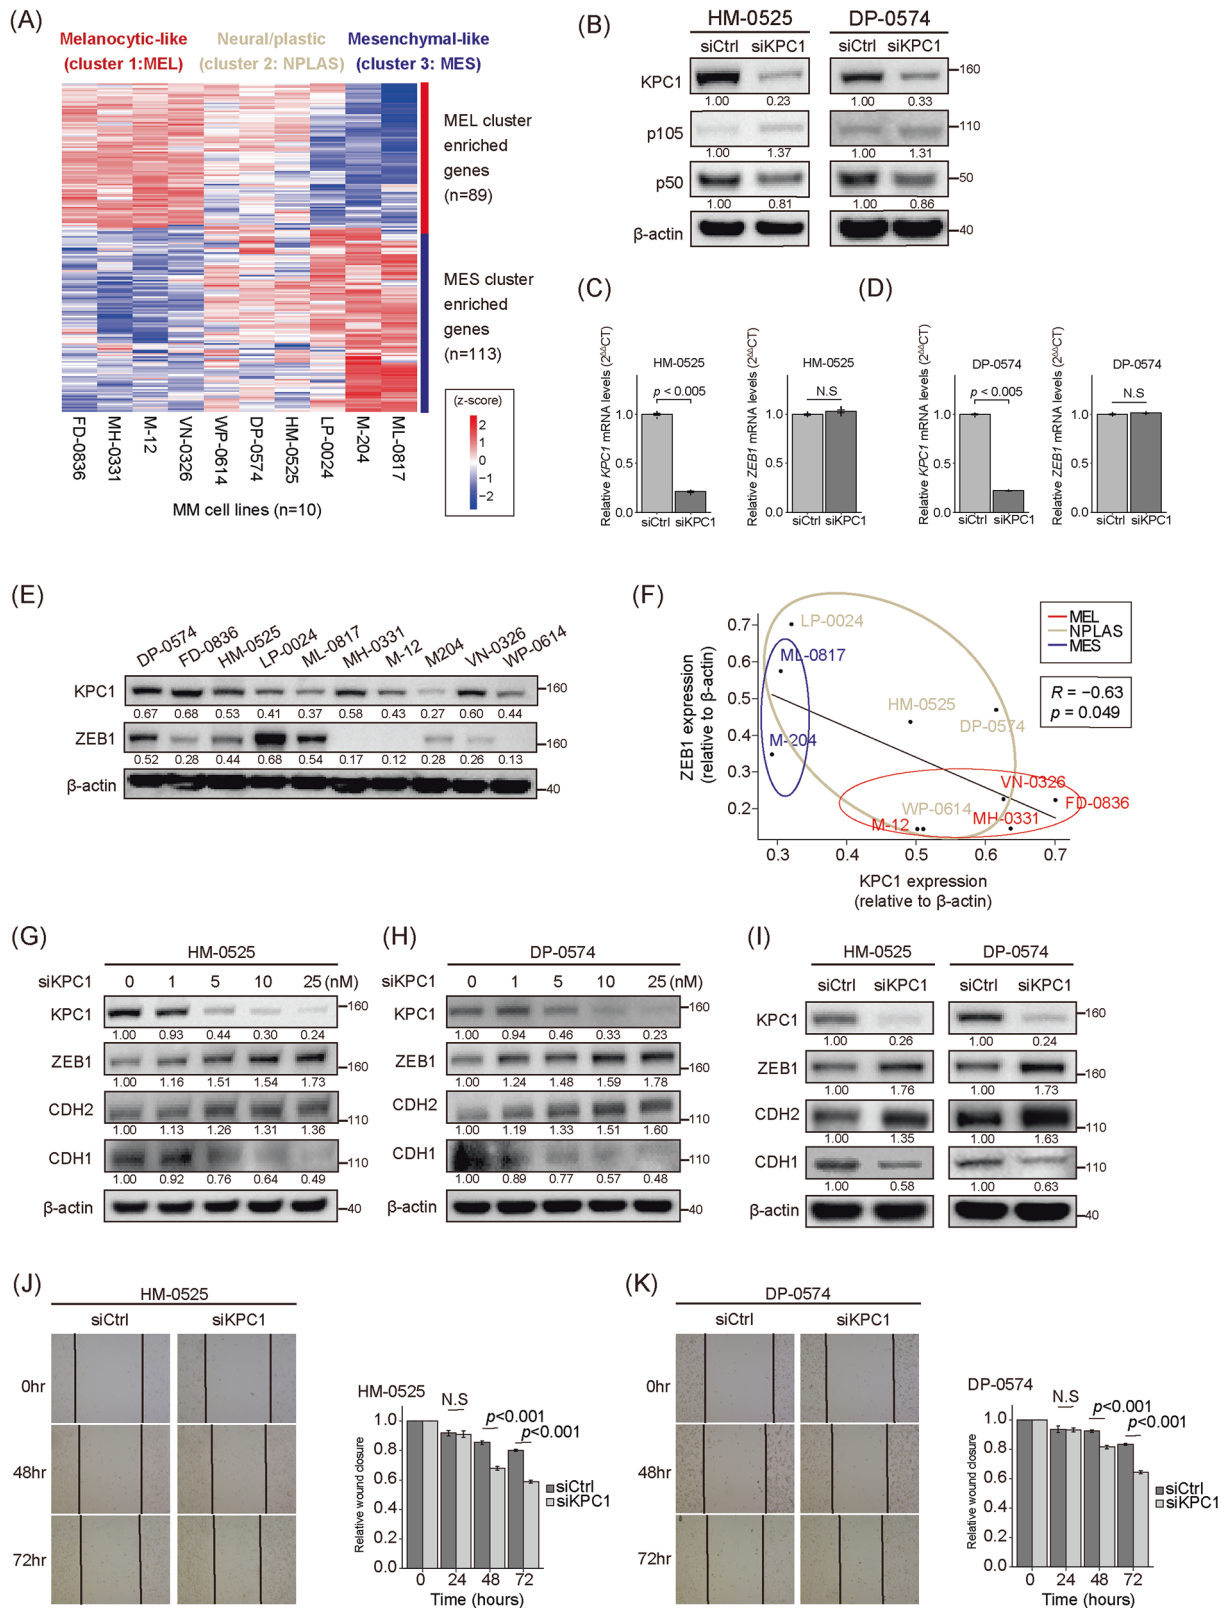 (A)
Melanocytic-like Neural/plastic Mesenchymal-like
(cluster 1:MEL) (cluster 2: NPLAS) (cluster 3: MES)
MEL cluster
enriched
genes
(n=89)
MES cluster
enriched
genes
(n=113)
(z-score)
2
1
0
−1
−2
FD-0836 MH-0331 M-12 VN-0326 WP-0614 DP-0574 HM-0525 LP-0024 M-204 ML-0817
MM cell lines (n=10)
(B)
HM-0525 DP-0574
siCtrl siKPC1 siCtrl siKPC1
KPC1 160
1.00 0.23 1.00 0.33
p105 110
1.00 1.37 1.00 1.31
p50 50
1.00 0.81 1.00 0.86
β-actin 40
(C)
Relative KPC1 mRNA levels (2ΔΔCT)
HM-0525
p < 0.005
1.0
0.5
0.0
siCtrl siKPC1
Relative ZEB1 mRNA levels (2ΔΔCT)
HM-0525
N.S
1.0
0.5
0.0
siCtrl siKPC1
(D)
Relative KPC1 mRNA levels (2ΔΔCT)
DP-0574
p < 0.005
1.0
0.5
0.0
siCtrl siKPC1
Relative ZEB1 mRNA levels (2ΔΔCT)
DP-0574
N.S
1.0
0.5
0.0
siCtrl siKPC1
(E)
DP-0574 FD-0836 HM-0525 LP-0024 ML-0817 MH-0331 M-12 M204 VN-0326 WP-0614
KPC1 160
0.67 0.68 0.53 0.41 0.37 0.58 0.43 0.27 0.60 0.44
ZEB1 160
0.52 0.28 0.44 0.68 0.54 0.17 0.12 0.28 0.26 0.13
β-actin 40
(F)
ZEB1 expression
(relative to β-actin)
0.7
0.6
0.5
0.4
0.3
0.2
LP-0024
ML-0817
HM-0525
DP-0574
M-204
VN-0326
WP-0614 FD-0836
M-12 MH-0331
MEL
NPLAS
MES
R = −0.63
p = 0.049
0.3 0.4 0.5 0.6 0.7
KPC1 expression
(relative to β-actin)
(G)
HM-0525
siKPC1 0 1 5 10 25 (nM)
KPC1 160
1.00 0.93 0.44 0.30 0.24
ZEB1 160
1.00 1.16 1.51 1.54 1.73
CDH2 110
1.00 1.13 1.26 1.31 1.36
CDH1 110
1.00 0.92 0.76 0.64 0.49
β-actin 40
(H)
DP-0574
siKPC1 0 1 5 10 25 (nM)
KPC1 160
1.00 0.94 0.46 0.33 0.23
ZEB1 160
1.00 1.24 1.48 1.59 1.78
CDH2 110
1.00 1.19 1.33 1.51 1.60
CDH1 110
1.00 0.89 0.77 0.57 0.48
β-actin 40
(I)
HM-0525 DP-0574
siCtrl siKPC1 siCtrl siKPC1
KPC1 160
1.00 0.26 1.00 0.24
ZEB1 160
1.00 1.76 1.00 1.73
CDH2 110
1.00 1.35 1.00 1.63
CDH1 110
1.00 0.58 1.00 0.63
β-actin 40
(J)
HM-0525
siCtrl siKPC1
0hr
48hr
72hr
HM-0525
N.S
p<0.001
p<0.001
Relative wound closure
1.0
0.8
0.6
0.4
0.2
0.0
0 24 48 72
Time (hours)
siCtrl
siKPC1
(K)
DP-0574
siCtrl siKPC1
0hr
48hr
72hr
DP-0574
N.S
p<0.001
p<0.001
Relative wound closure
1.0
0.8
0.6
0.4
0.2
0.0
0 24 48 72
Time (hours)
siCtrl
siKPC1